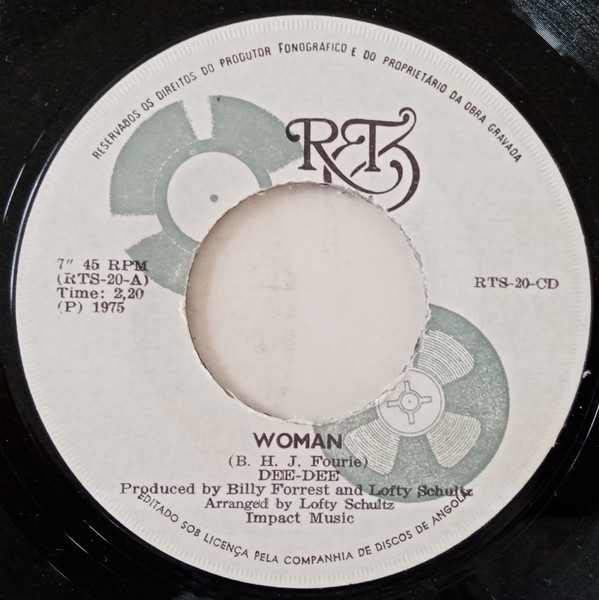 RESERVADOS OS DIREITOS DO PRODUTOR FONOGRÁFICO E DO PROPRIETÁRIO DA OBRA GRAVADA
RTS
7" 45 RPM
(RTS-20-A)
Time: 2,20
(P) 1975
RTS-20-CD
WOMAN
(B. H. J. Fourie)
DEE-DEE
Produced by Billy Forrest and Lofty Schultz
Arranged by Lofty Schultz
Impact Music
EDITADO SOB LICENÇA PELA COMPANHIA DE DISCOS DE ANGOLA